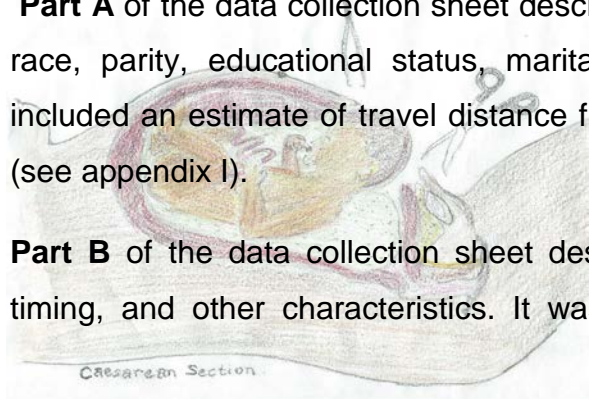 Part A of the data collection sheet desc
race, parity, educational status, marita
included an estimate of travel distance f
(see appendix I).
Part B of the data collection sheet des
timing, and other characteristics. It wa
Caesarean Section.